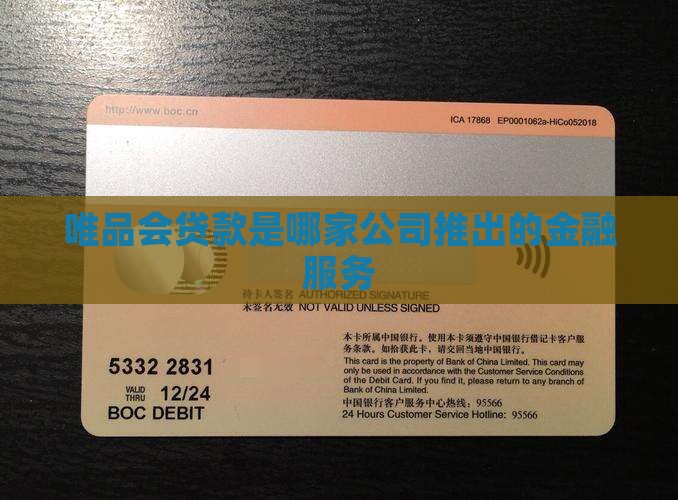 http://www.boc.cn
ICA 17868 EP0001062a-HiCo052018
唯品会贷款是哪家公司推出的金融
服务
持卡人签名 AUTHORIZED SIGNATURE
未签名无效 NOT VALID UNLESS SIGNED
本卡所属中国银行。使用本卡须遵守中国银行借记卡客户服
务条款。如拾获此卡,请交回当地中国银行。
This card is the property of Bank of China Limited. This card may
only be used in accordance with the Customer Service Conditions
of the Debit Card. If you find it, please return to any branch of
Bank of China Limited.
中国银行客户服务中心热线:95566
24 Hours Customer Service Hotline: 95566
5332 2831
VALID
THRU 12/24
BOC DEBIT